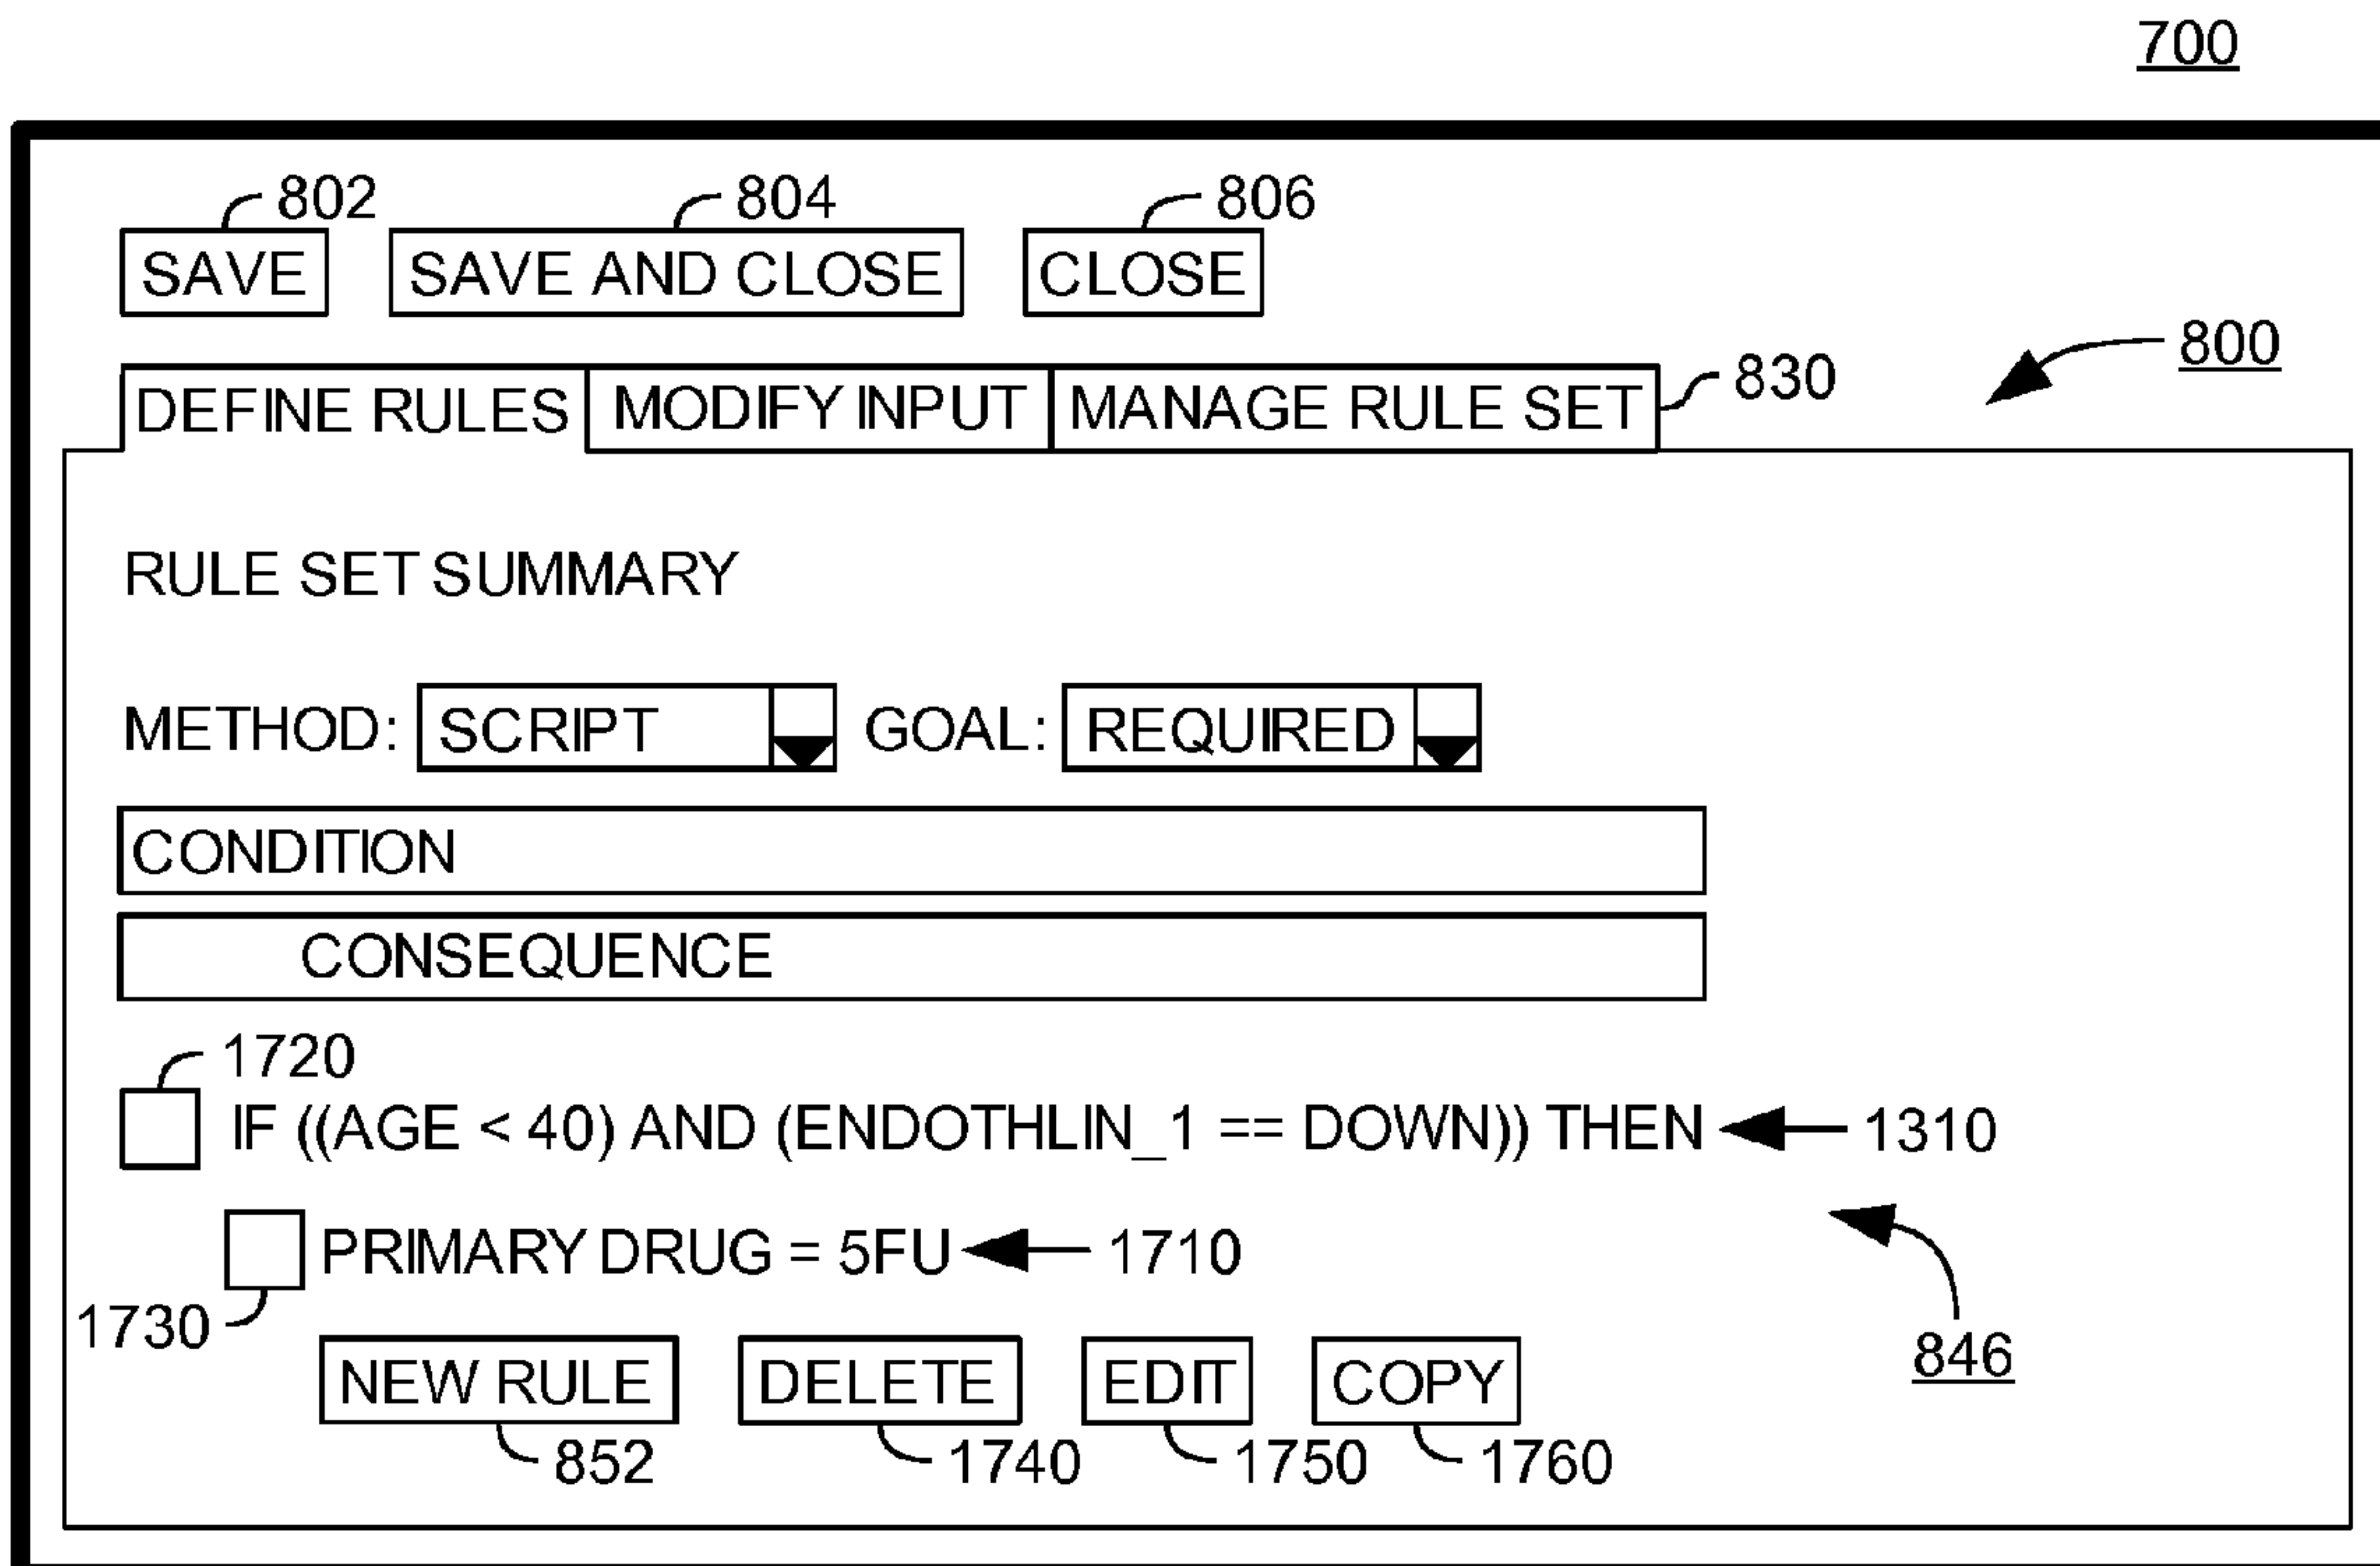 700
802 804 806
SAVE SAVE AND CLOSE CLOSE
800
DEFINE RULES MODIFY INPUT MANAGE RULE SET 830
RULE SET SUMMARY
METHOD: SCRIPT GOAL: REQUIRED
CONDITION
CONSEQUENCE
1720
IF ((AGE < 40) AND (ENDOTHLIN_1 == DOWN)) THEN 1310
PRIMARY DRUG = 5FU 1710
1730
846
NEW RULE DELETE EDIT COPY
852 1740 1750 1760